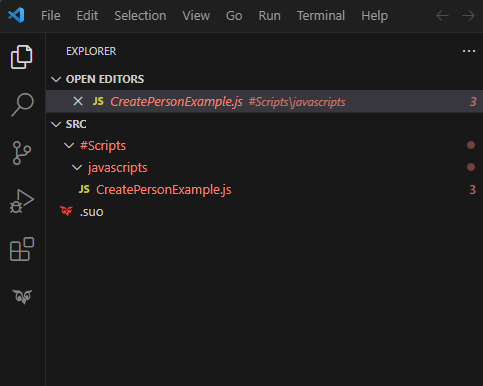 File Edit Selection View Go Run Terminal Help
EXPLORER
OPEN EDITORS
JS CreatePersonExample.js #Scripts\javascripts 3
SRC
#Scripts
javascripts
JS CreatePersonExample.js 3
.suo